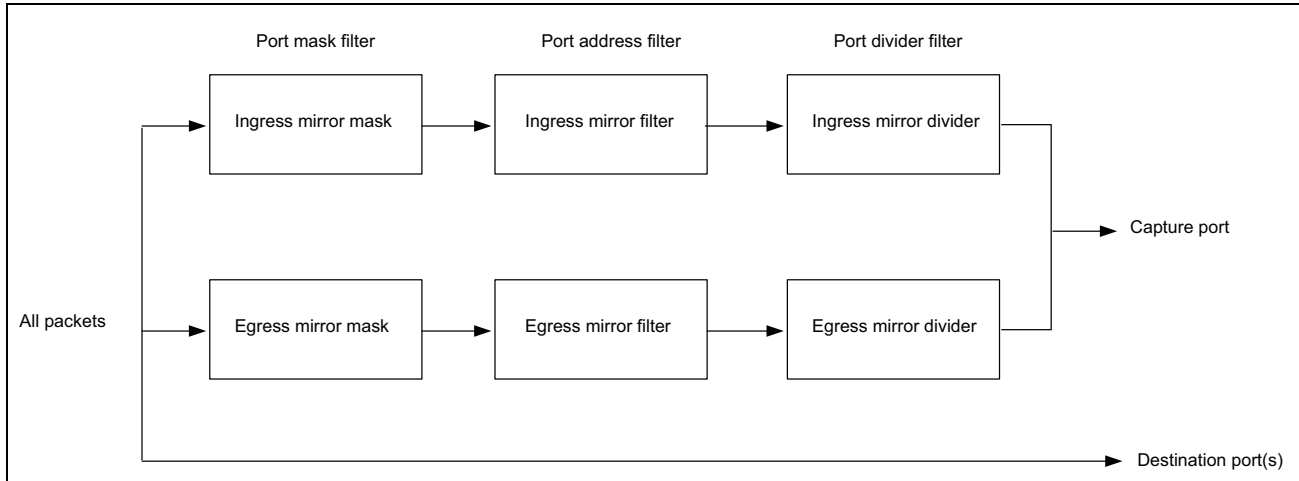 Port mask filter
Port address filter
Port divider filter
Ingress mirror mask
Ingress mirror filter
Ingress mirror divider
Capture port
All packets
Egress mirror mask
Egress mirror filter
Egress mirror divider
Destination port(s)